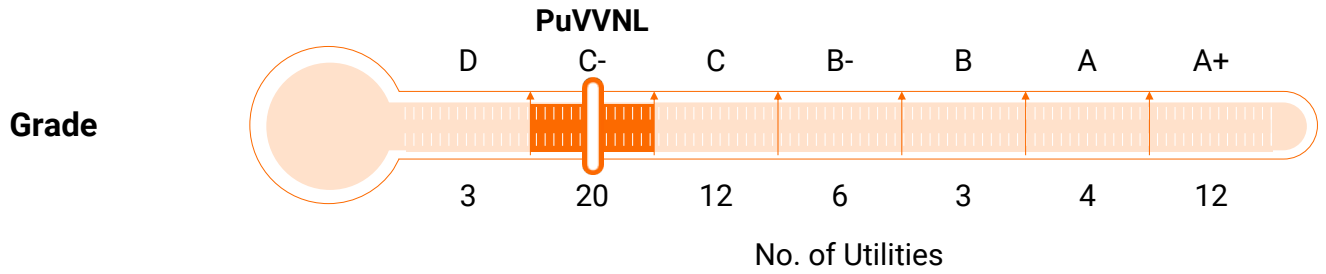 PuVVNL
D C- C B- B A A+
Grade
3 20 12 6 3 4 12
No. of Utilities